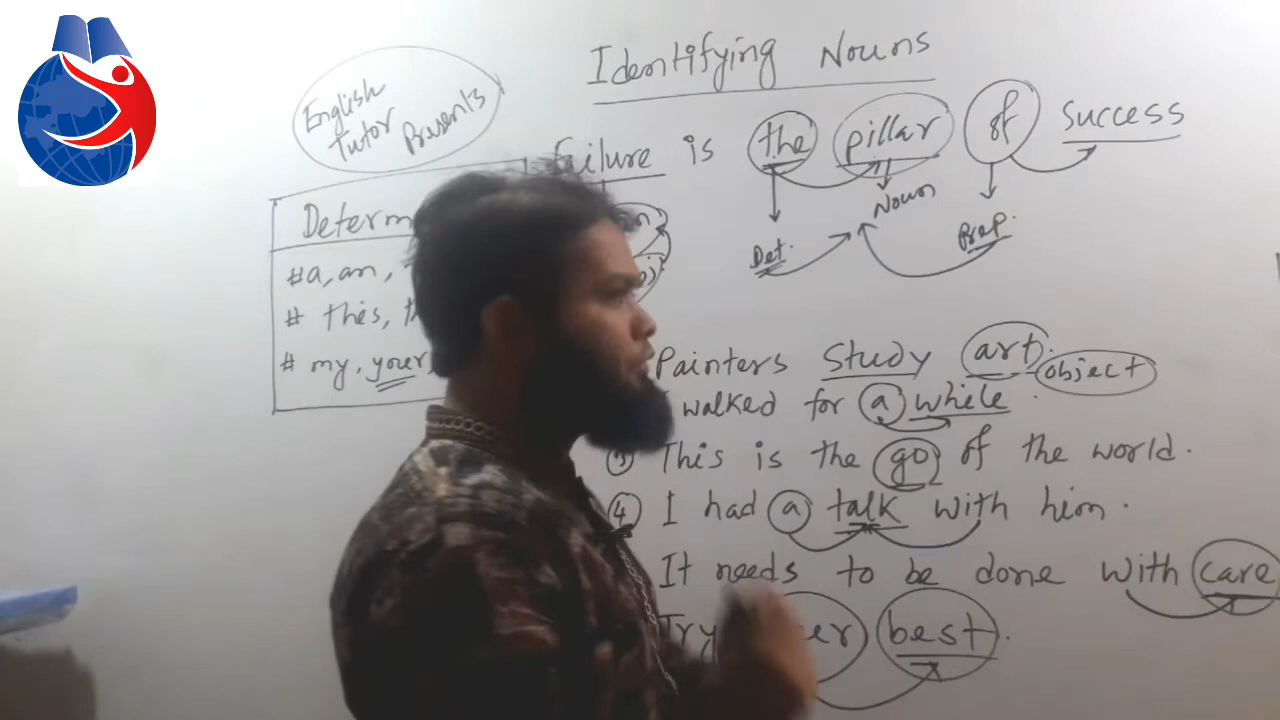 Identifying Nouns
English
Tutor
Presents
Failure is the pillar of Success
Noun
Det.
Prep.
Determ
#a, an,
# this,
# my, your,
Painters study art.
object
I walked for a while.
③ This is the go of the world.
④ I had a talk with him.
It needs to be done with care
Try best.